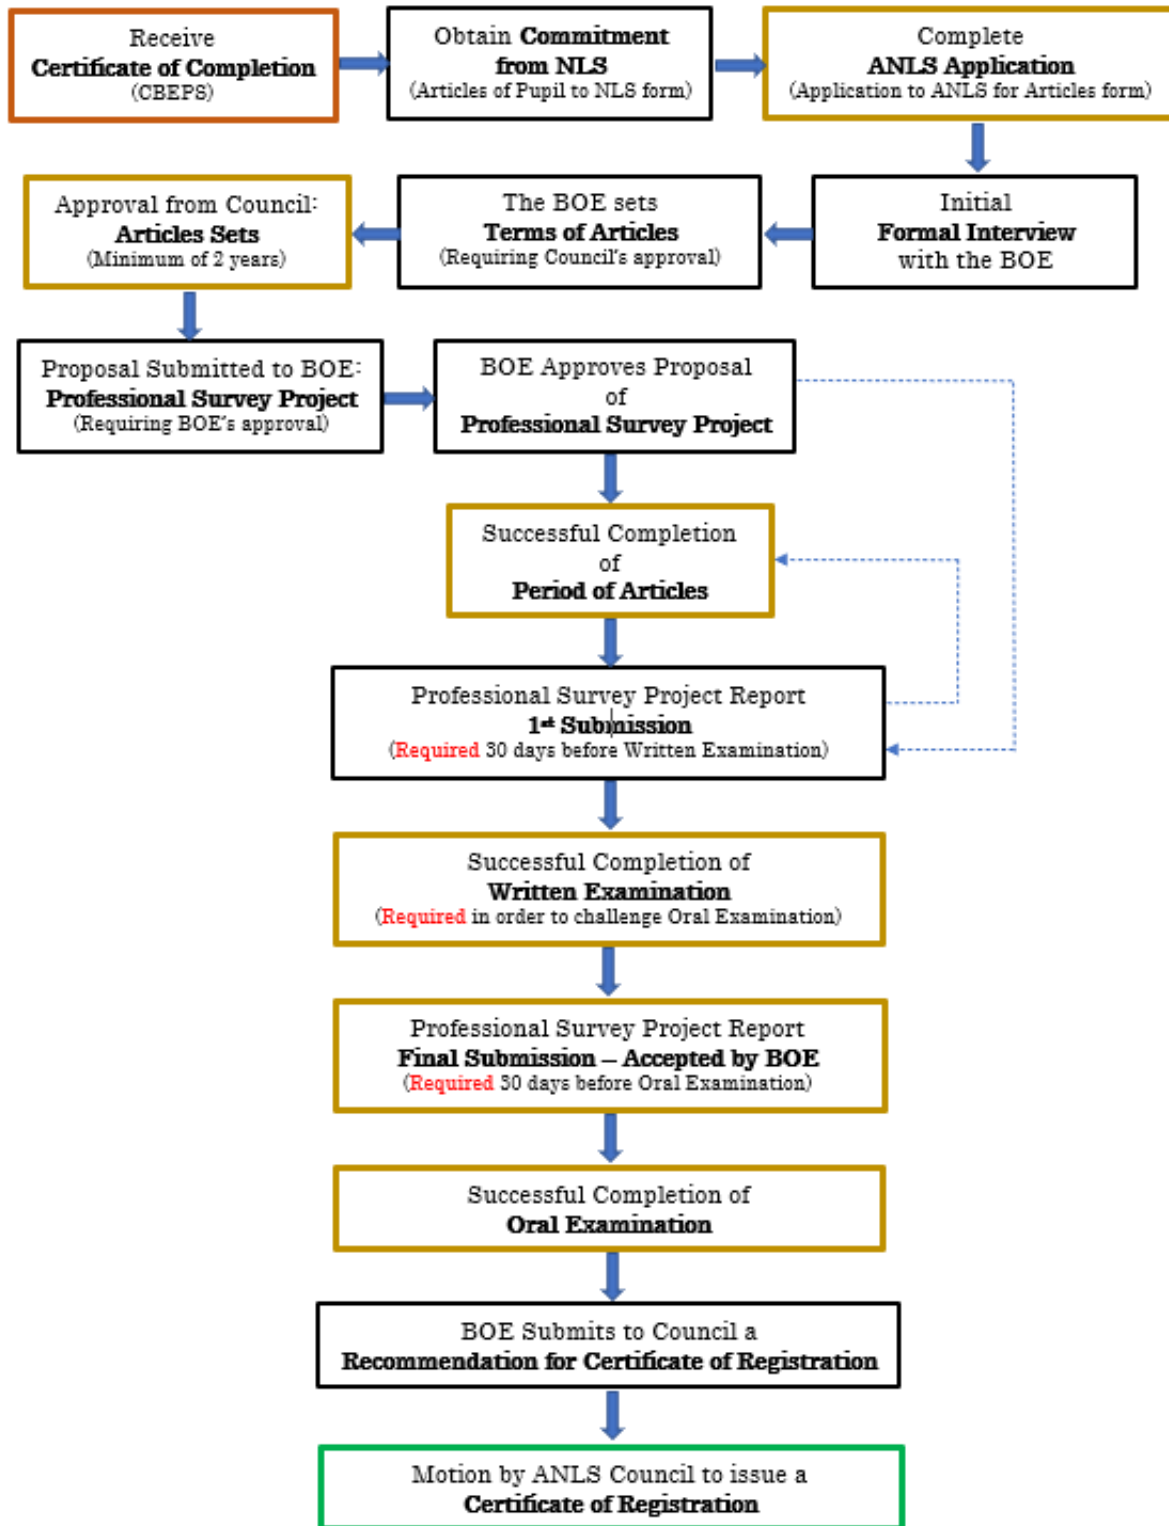 Receive
Certificate of Completion
(CBEPS)
Obtain Commitment
from NLS
(Articles of Pupil to NLS form)
Complete
ANLS Application
(Application to ANLS for Articles form)
Initial
Formal Interview
with the BOE
The BOE sets
Terms of Articles
(Requiring Council's approval)
Approval from Council:
Articles Sets
(Minimum of 2 years)
Proposal Submitted to BOE:
Professional Survey Project
(Requiring BOE's approval)
BOE Approves Proposal
of
Professional Survey Project
Successful Completion
of
Period of Articles
Professional Survey Project Report
1st Submission
(Required 30 days before Written Examination)
Successful Completion of
Written Examination
(Required in order to challenge Oral Examination)
Professional Survey Project Report
Final Submission – Accepted by BOE
(Required 30 days before Oral Examination)
Successful Completion of
Oral Examination
BOE Submits to Council a
Recommendation for Certificate of Registration
Motion by ANLS Council to issue a
Certificate of Registration